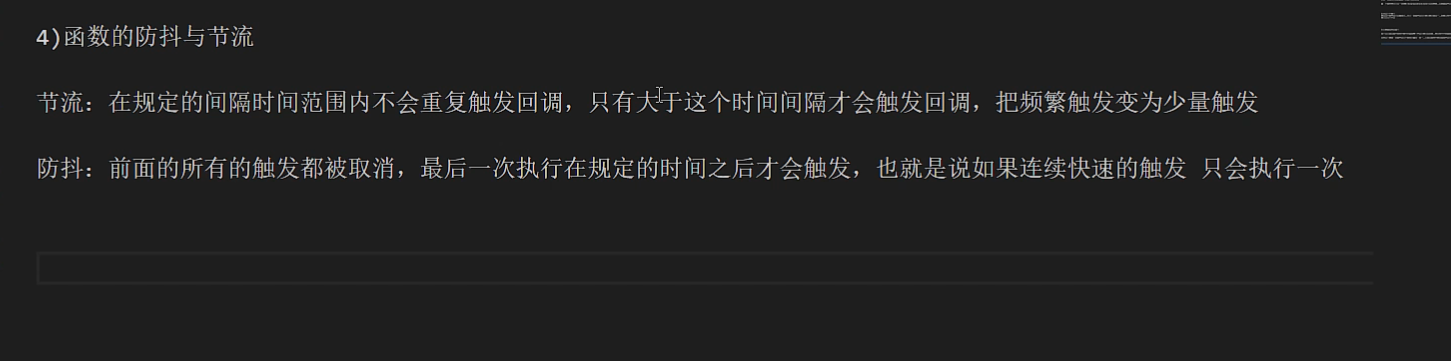 4)函数的防抖与节流
节流：在规定的间隔时间范围内不会重复触发回调，只有大于这个时间间隔才会触发回调，把频繁触发变为少量触发
防抖：前面的所有的触发都被取消，最后一次执行在规定的时间之后才会触发，也就是说如果连续快速的触发 只会执行一次